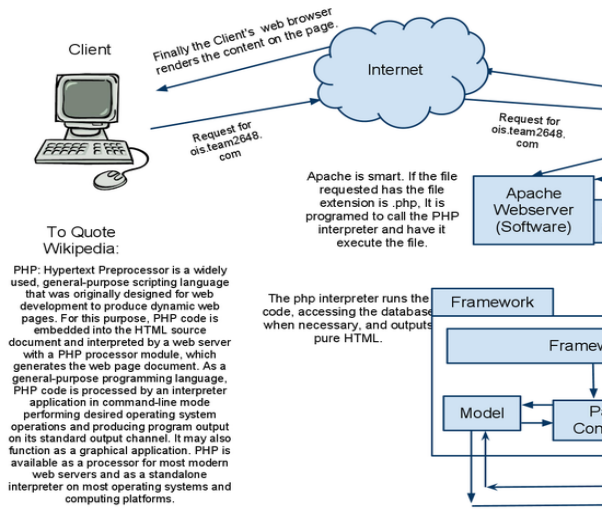 Client
Finally the Client's web browser
renders the content on the page.
Internet
Request for
ois.team2648.
com
Request for
ois.team2648.
com
Apache is smart. If the file
requested has the file
extension is .php, It is
programed to call the PHP
interpreter and have it
execute the file.
Apache
Webserver
(Software)
To Quote
Wikipedia:
PHP: Hypertext Preprocessor is a widely
used, general-purpose scripting language
that was originally designed for web
development to produce dynamic web
pages. For this purpose, PHP code is
embedded into the HTML source
document and interpreted by a web server
with a PHP processor module, which
generates the web page document. As a
general-purpose programming language,
PHP code is processed by an interpreter
application in command-line mode
performing desired operating system
operations and producing program output
on its standard output channel. It may also
function as a graphical application. PHP is
available as a processor for most modern
web servers and as a standalone
interpreter on most operating systems and
computing platforms.
The php interpreter runs the
code, accessing the database
when necessary, and outputs
pure HTML.
Framework
Framew
Model
Con